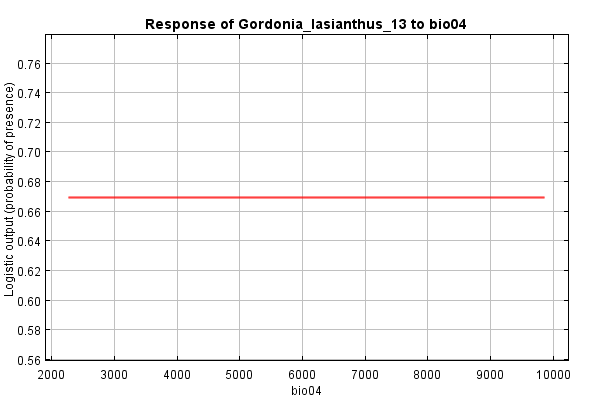 Response of Gordonia_lasianthus_13 to bio04
Logistic output (probability of presence)
0.76
0.74
0.72
0.70
0.68
0.66
0.64
0.62
0.60
0.58
0.56
2000 3000 4000 5000 6000 7000 8000 9000 10000
bio04